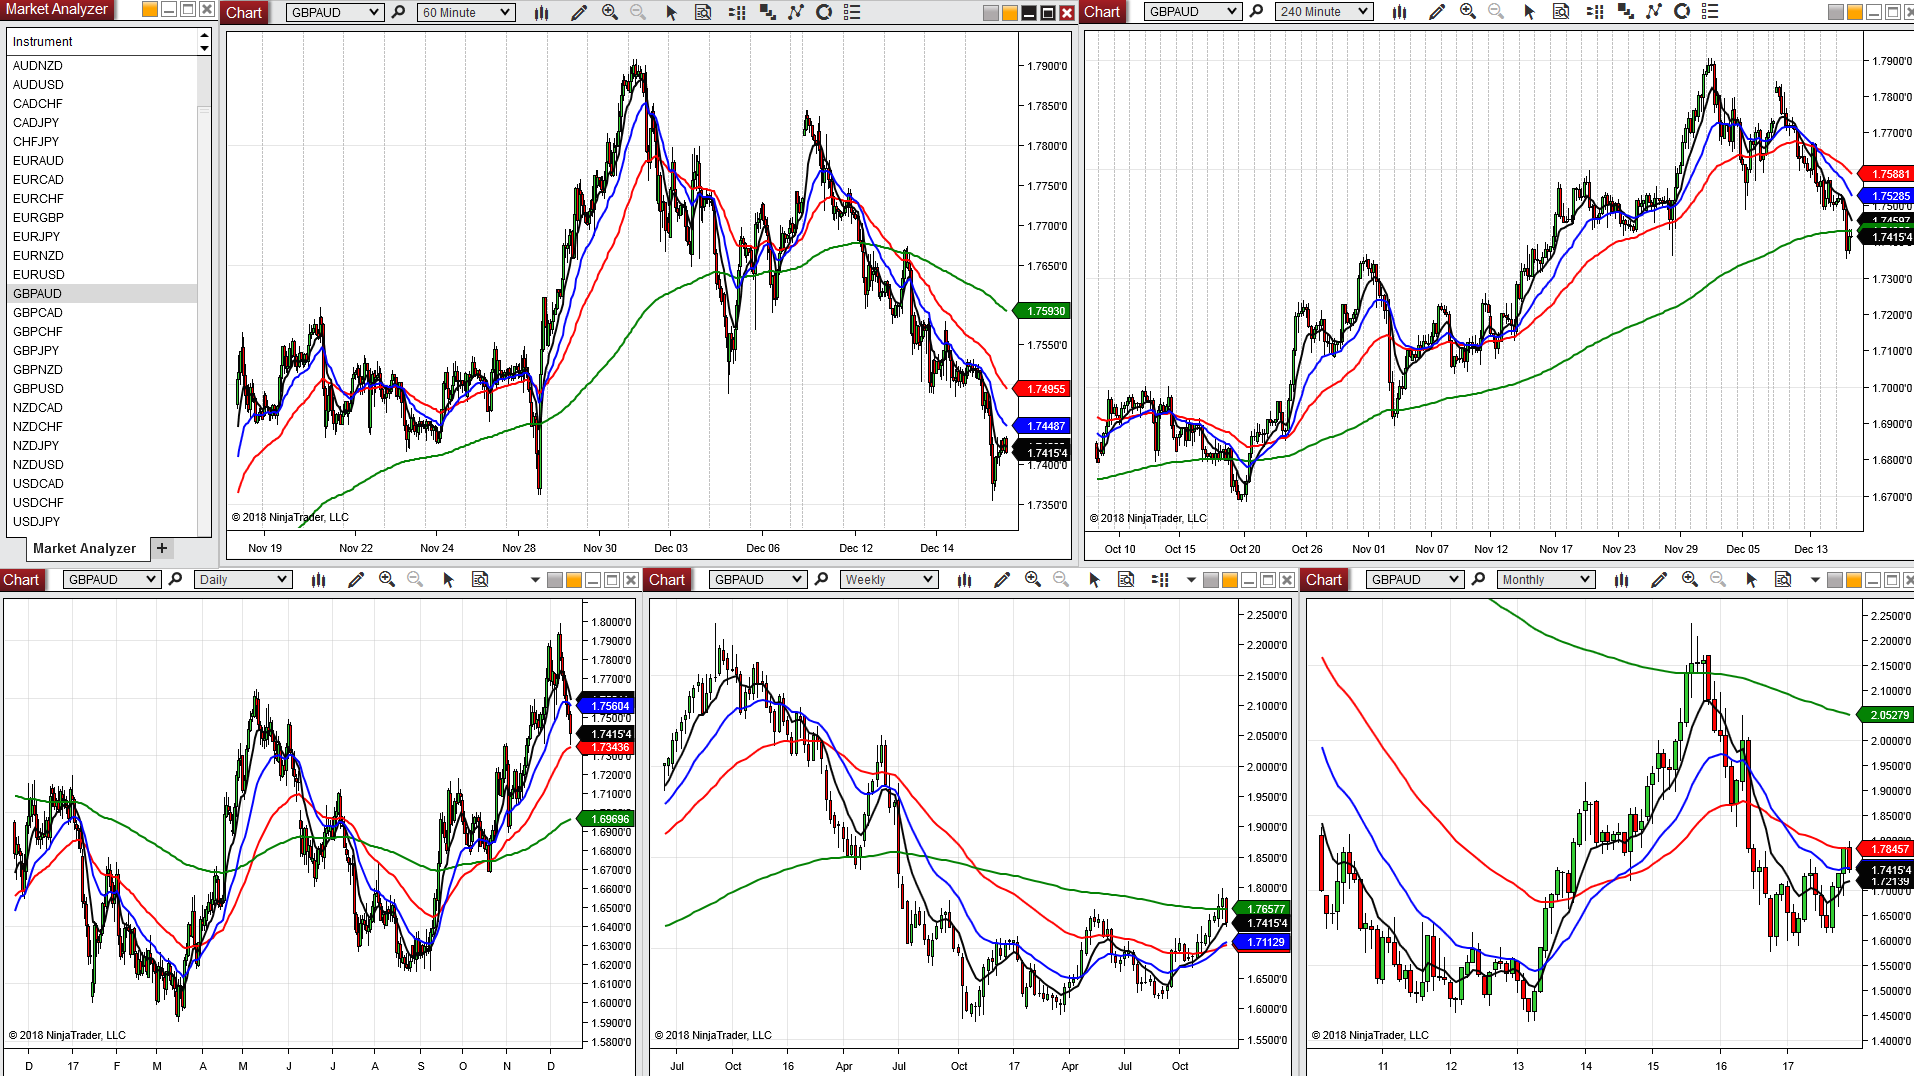 Market Analyzer
Instrument
AUDNZD
AUDUSD
CADCHF
CADJPY
CHFJPY
EURAUD
EURCAD
EURCHF
EURGBP
EURJPY
EURNZD
EURUSD
GBPAUD
GBPCAD
GBPCHF
GBPJPY
GBPNZD
GBPUSD
NZDCAD
NZDCHF
NZDJPY
NZDUSD
USDCAD
USDCHF
USDJPY
Market Analyzer +
Chart GBPAUD 60 Minute
1.7900'0
1.7850'0
1.7800'0
1.7750'0
1.7700'0
1.7650'0
1.75930
1.7550'0
1.74955
1.74487
1.7415'4
1.7400'0
1.7350'0
© 2018 NinjaTrader, LLC
Nov 19 Nov 22 Nov 24 Nov 28 Nov 30 Dec 03 Dec 06 Dec 12 Dec 14
Chart GBPAUD 240 Minute
1.7900'0
1.7800'0
1.7700'0
1.75881
1.75285
1.7500'0
1.7415'4
1.7300'0
1.7200'0
1.7100'0
1.7000'0
1.6900'0
1.6800'0
1.6700'0
© 2018 NinjaTrader, LLC
Oct 10 Oct 15 Oct 20 Oct 26 Nov 01 Nov 07 Nov 12 Nov 17 Nov 23 Nov 29 Dec 05 Dec 13
Chart GBPAUD Daily
1.8000'0
1.7900'0
1.7800'0
1.7700'0
1.75604
1.7500'0
1.7415'4
1.73436
1.7200'0
1.7100'0
1.69696
1.6900'0
1.6800'0
1.6700'0
1.6600'0
1.6500'0
1.6400'0
1.6300'0
1.6200'0
1.6100'0
1.6000'0
1.5900'0
1.5800'0
© 2018 NinjaTrader, LLC
D 17 F M A M J J A S O N D
Chart GBPAUD Weekly
2.2500'0
2.2000'0
2.1500'0
2.1000'0
2.0500'0
2.0000'0
1.9500'0
1.9000'0
1.8500'0
1.8000'0
1.76577
1.7415'4
1.71129
1.6500'0
1.6000'0
1.5500'0
© 2018 NinjaTrader, LLC
Jul Oct 16 Apr Jul Oct 17 Apr Jul Oct
Chart GBPAUD Monthly
2.2500'0
2.2000'0
2.1500'0
2.1000'0
2.05279
2.0000'0
1.9500'0
1.9000'0
1.8500'0
1.78457
1.7415'4
1.72139
1.7000'0
1.6500'0
1.6000'0
1.5500'0
1.5000'0
1.4500'0
1.4000'0
© 2018 NinjaTrader, LLC
11 12 13 14 15 16 17